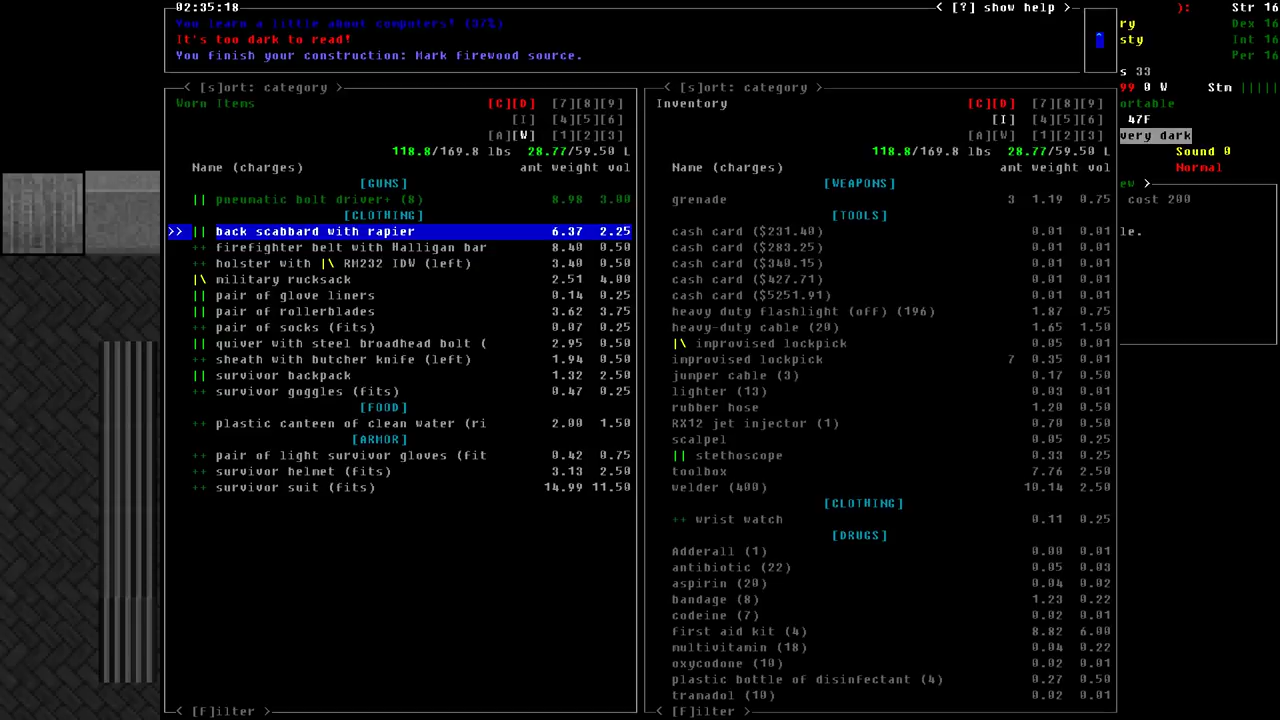 02:35:18
< [?] show help >
You learn a little about computers! (37%)
It's too dark to read!
You finish your construction: Mark firewood source.
^
): Str 16
ry Dex 16
sty Int 16
Per 16
s 33
99 0 W Stm |||||
ortable
47F
very dark
Sound 0
Normal
ew >
cost 200
le.
< [s]ort: category >
Worn Items [C][D] [7][8][9]
[I] [4][5][6]
[A][W] [1][2][3]
118.8/169.8 lbs 28.77/59.50 L
Name (charges) amt weight vol
[GUNS]
|| pneumatic bolt driver+ (8) 8.98 3.00
[CLOTHING]
>> || back scabbard with rapier 6.37 2.25
++ firefighter belt with Halligan bar 8.40 0.50
++ holster with |\ RM232 IDW (left) 3.40 0.50
|\ military rucksack 2.51 4.00
|| pair of glove liners 0.14 0.25
|| pair of rollerblades 3.62 3.75
++ pair of socks (fits) 0.07 0.25
|| quiver with steel broadhead bolt ( 2.95 0.50
++ sheath with butcher knife (left) 1.94 0.50
|| survivor backpack 1.32 2.50
++ survivor goggles (fits) 0.47 0.25
[FOOD]
++ plastic canteen of clean water (ri 2.00 1.50
[ARMOR]
++ pair of light survivor gloves (fit 0.42 0.75
++ survivor helmet (fits) 3.13 2.50
++ survivor suit (fits) 14.99 11.50
< [F]ilter >
< [s]ort: category >
Inventory [C][D] [7][8][9]
[I] [4][5][6]
[A][W] [1][2][3]
118.8/169.8 lbs 28.77/59.50 L
Name (charges) amt weight vol
[WEAPONS]
grenade 3 1.19 0.75
[TOOLS]
cash card ($231.40) 0.01 0.01
cash card ($283.25) 0.01 0.01
cash card ($340.15) 0.01 0.01
cash card ($427.71) 0.01 0.01
cash card ($5251.91) 0.01 0.01
heavy duty flashlight (off) (196) 1.87 0.75
heavy-duty cable (20) 1.65 1.50
|\ improvised lockpick 0.05 0.01
improvised lockpick 7 0.35 0.01
jumper cable (3) 0.17 0.50
lighter (13) 0.03 0.01
rubber hose 1.20 0.50
RX12 jet injector (1) 0.70 0.50
scalpel 0.05 0.25
|| stethoscope 0.33 0.25
toolbox 7.76 2.50
welder (400) 10.14 2.50
[CLOTHING]
++ wrist watch 0.11 0.25
[DRUGS]
Adderall (1) 0.00 0.01
antibiotic (22) 0.05 0.03
aspirin (20) 0.04 0.02
bandage (8) 1.23 0.22
codeine (7) 0.02 0.01
first aid kit (4) 8.82 6.00
multivitamin (18) 0.04 0.22
oxycodone (10) 0.02 0.01
plastic bottle of disinfectant (4) 0.27 0.50
tramadol (10) 0.02 0.01
< [F]ilter >